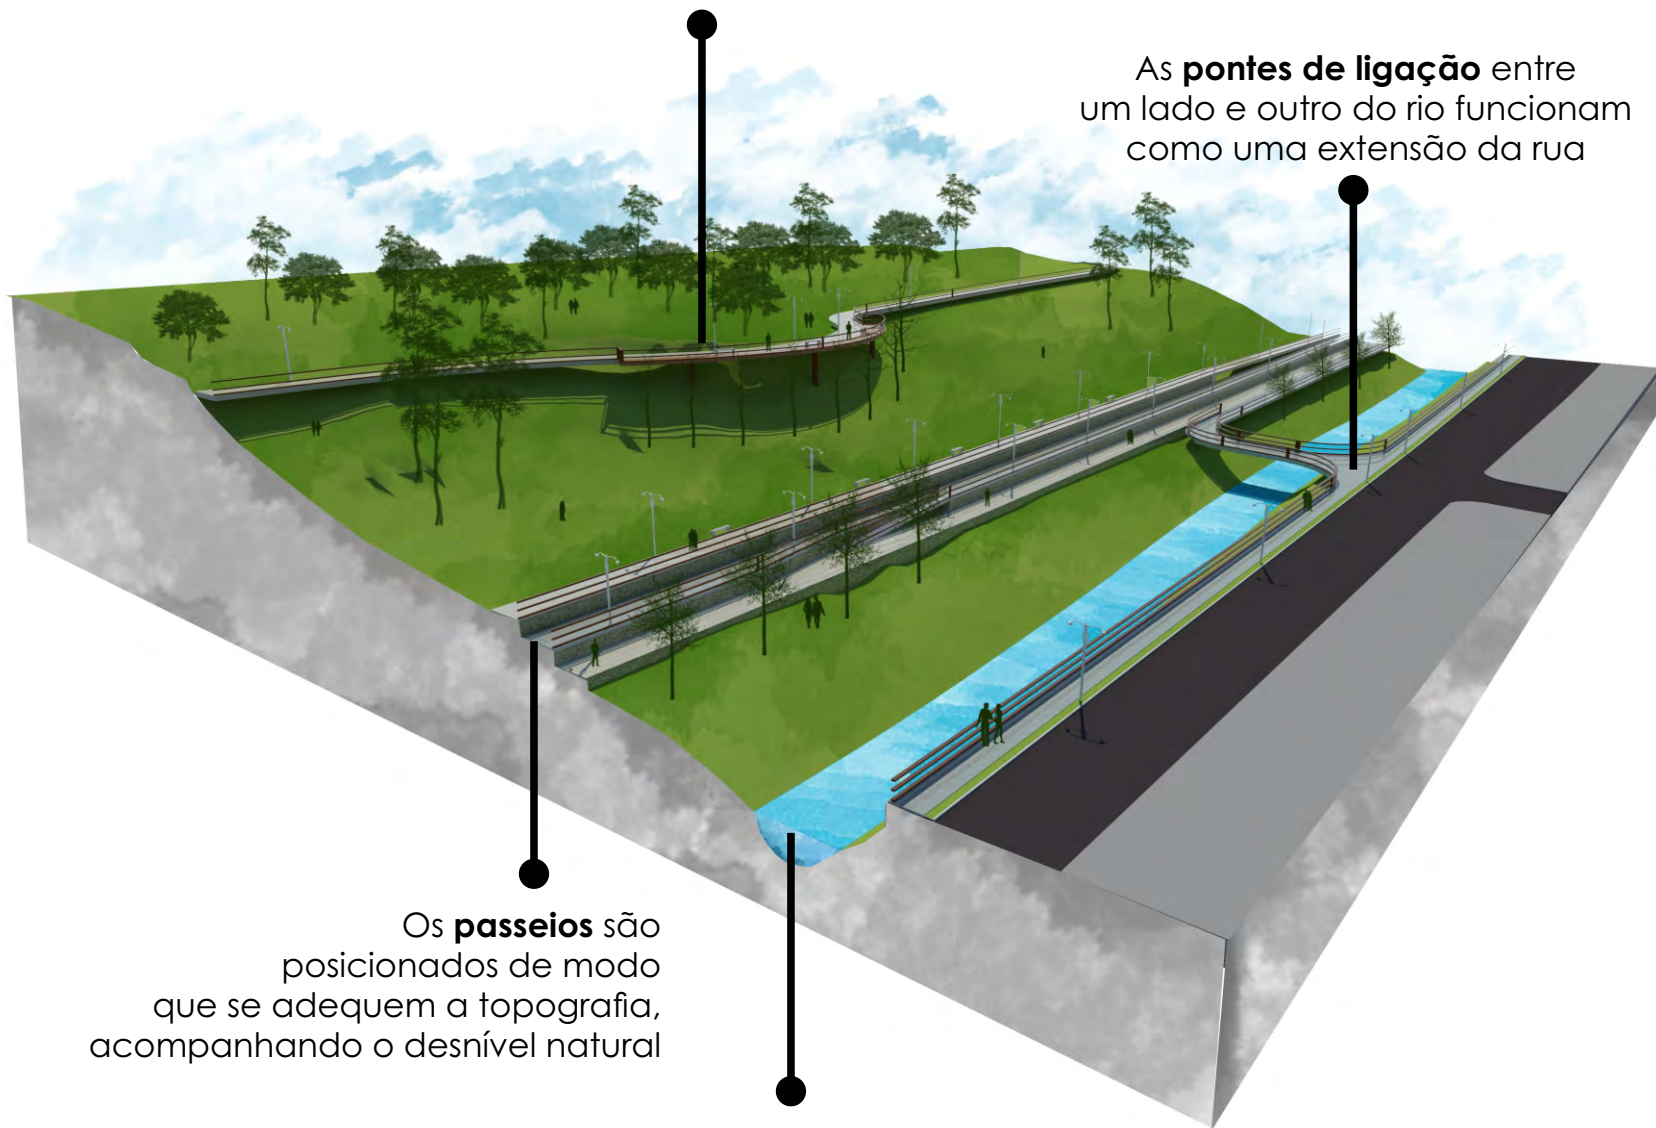 As pontes de ligação entre
um lado e outro do rio funcionam
como uma extensão da rua
Os passeios são
posicionados de modo
que se adequem a topografia,
acompanhando o desnível natural